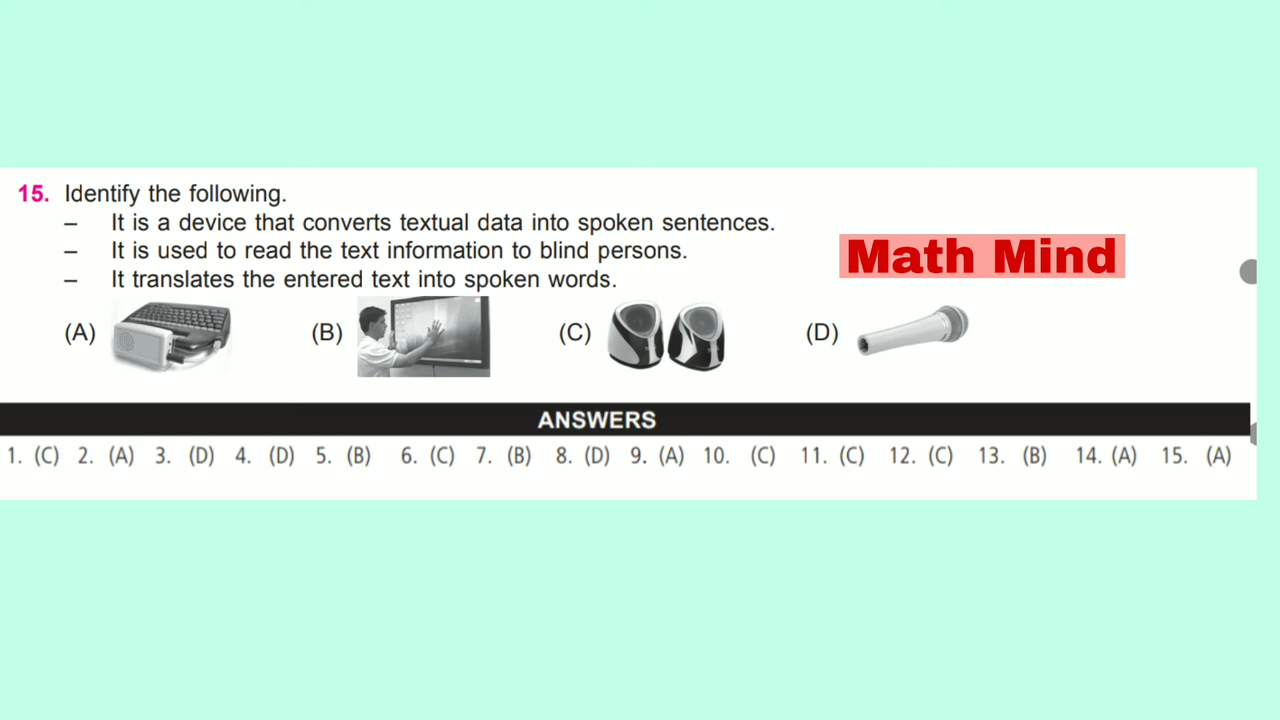 15. Identify the following.
– It is a device that converts textual data into spoken sentences.
– It is used to read the text information to blind persons.
– It translates the entered text into spoken words.
Math Mind
(A) (B) (C) (D)
ANSWERS
1. (C) 2. (A) 3. (D) 4. (D) 5. (B) 6. (C) 7. (B) 8. (D) 9. (A) 10. (C) 11. (C) 12. (C) 13. (B) 14. (A) 15. (A)